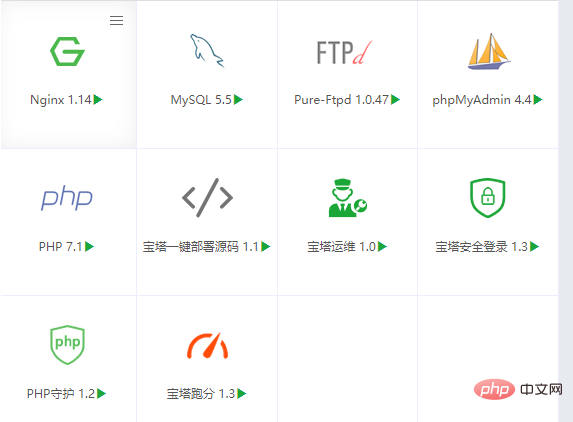 Nginx 1.14
MySQL 5.5
FTPd
Pure-Ftpd 1.0.47
phpMyAdmin 4.4
php
PHP 7.1
宝塔一键部署源码 1.1
宝塔运维 1.0
宝塔安全登录 1.3
php
PHP守护 1.2
宝塔跑分 1.3
php 中文网